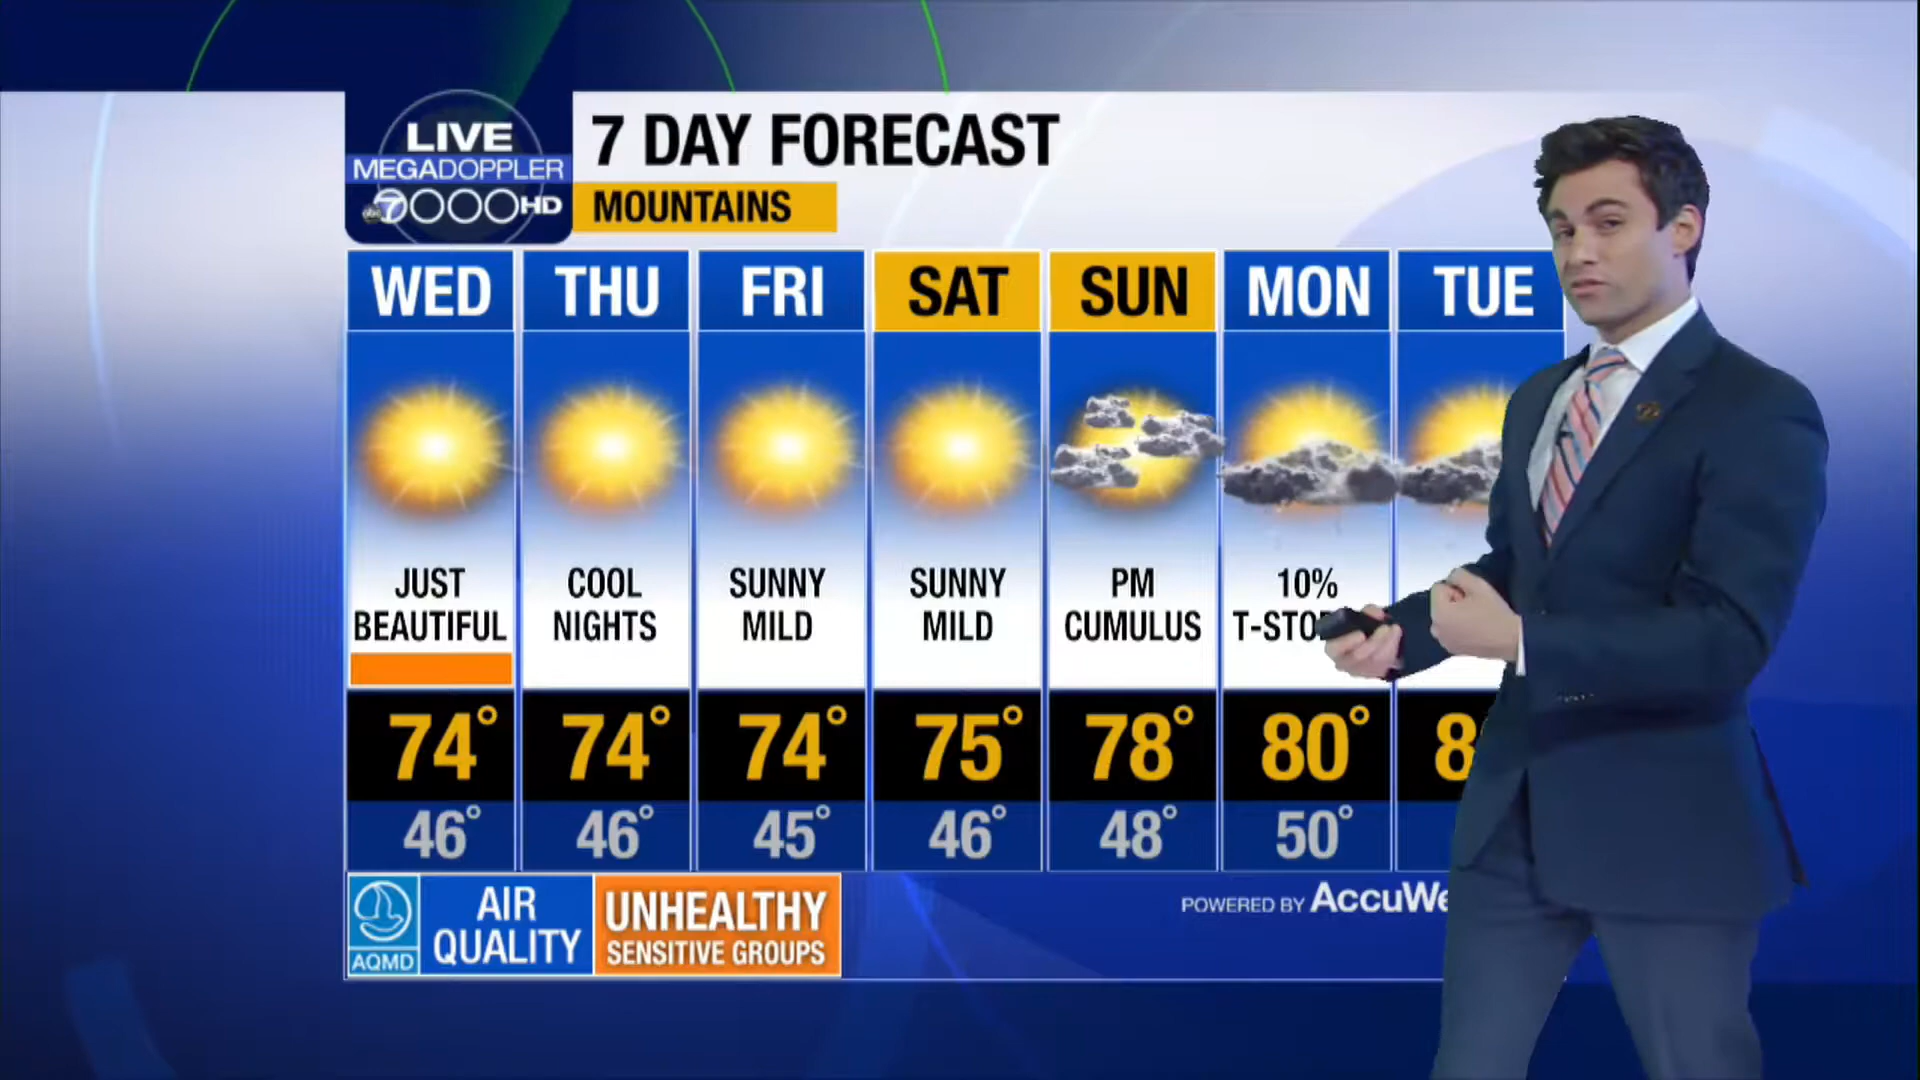 LIVE
MEGADOPPLER
7000HD
7 DAY FORECAST
MOUNTAINS
WED THU FRI SAT SUN MON TUE
JUST COOL SUNNY SUNNY PM 10%
BEAUTIFUL NIGHTS MILD MILD CUMULUS
74° 74° 74° 75° 78° 80°
46° 46° 45° 46° 48° 50°
AIR UNHEALTHY
QUALITY SENSITIVE GROUPS
AQMD
POWERED BY